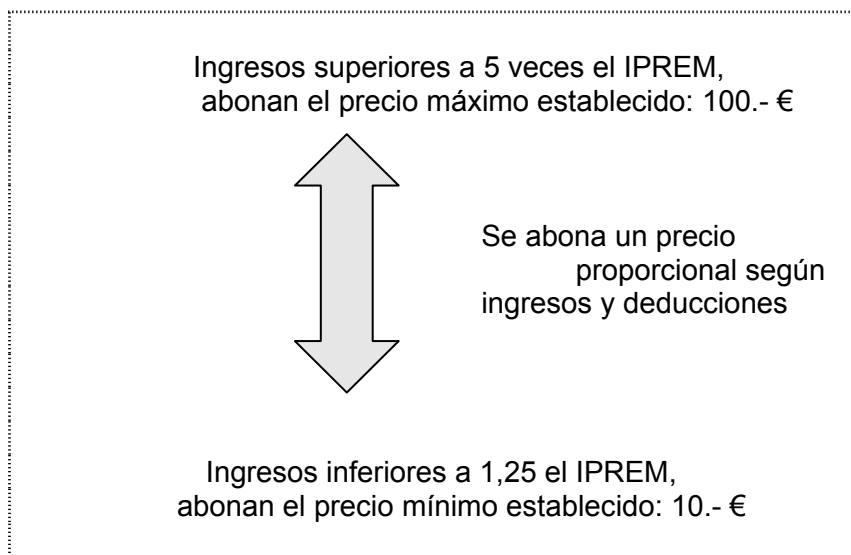 Ingresos superiores a 5 veces el IPREM,
abonan el precio máximo establecido: 100.- €
Se abona un precio
proporcional según
ingresos y deducciones
Ingresos inferiores a 1,25 el IPREM,
abonan el precio mínimo establecido: 10.- €